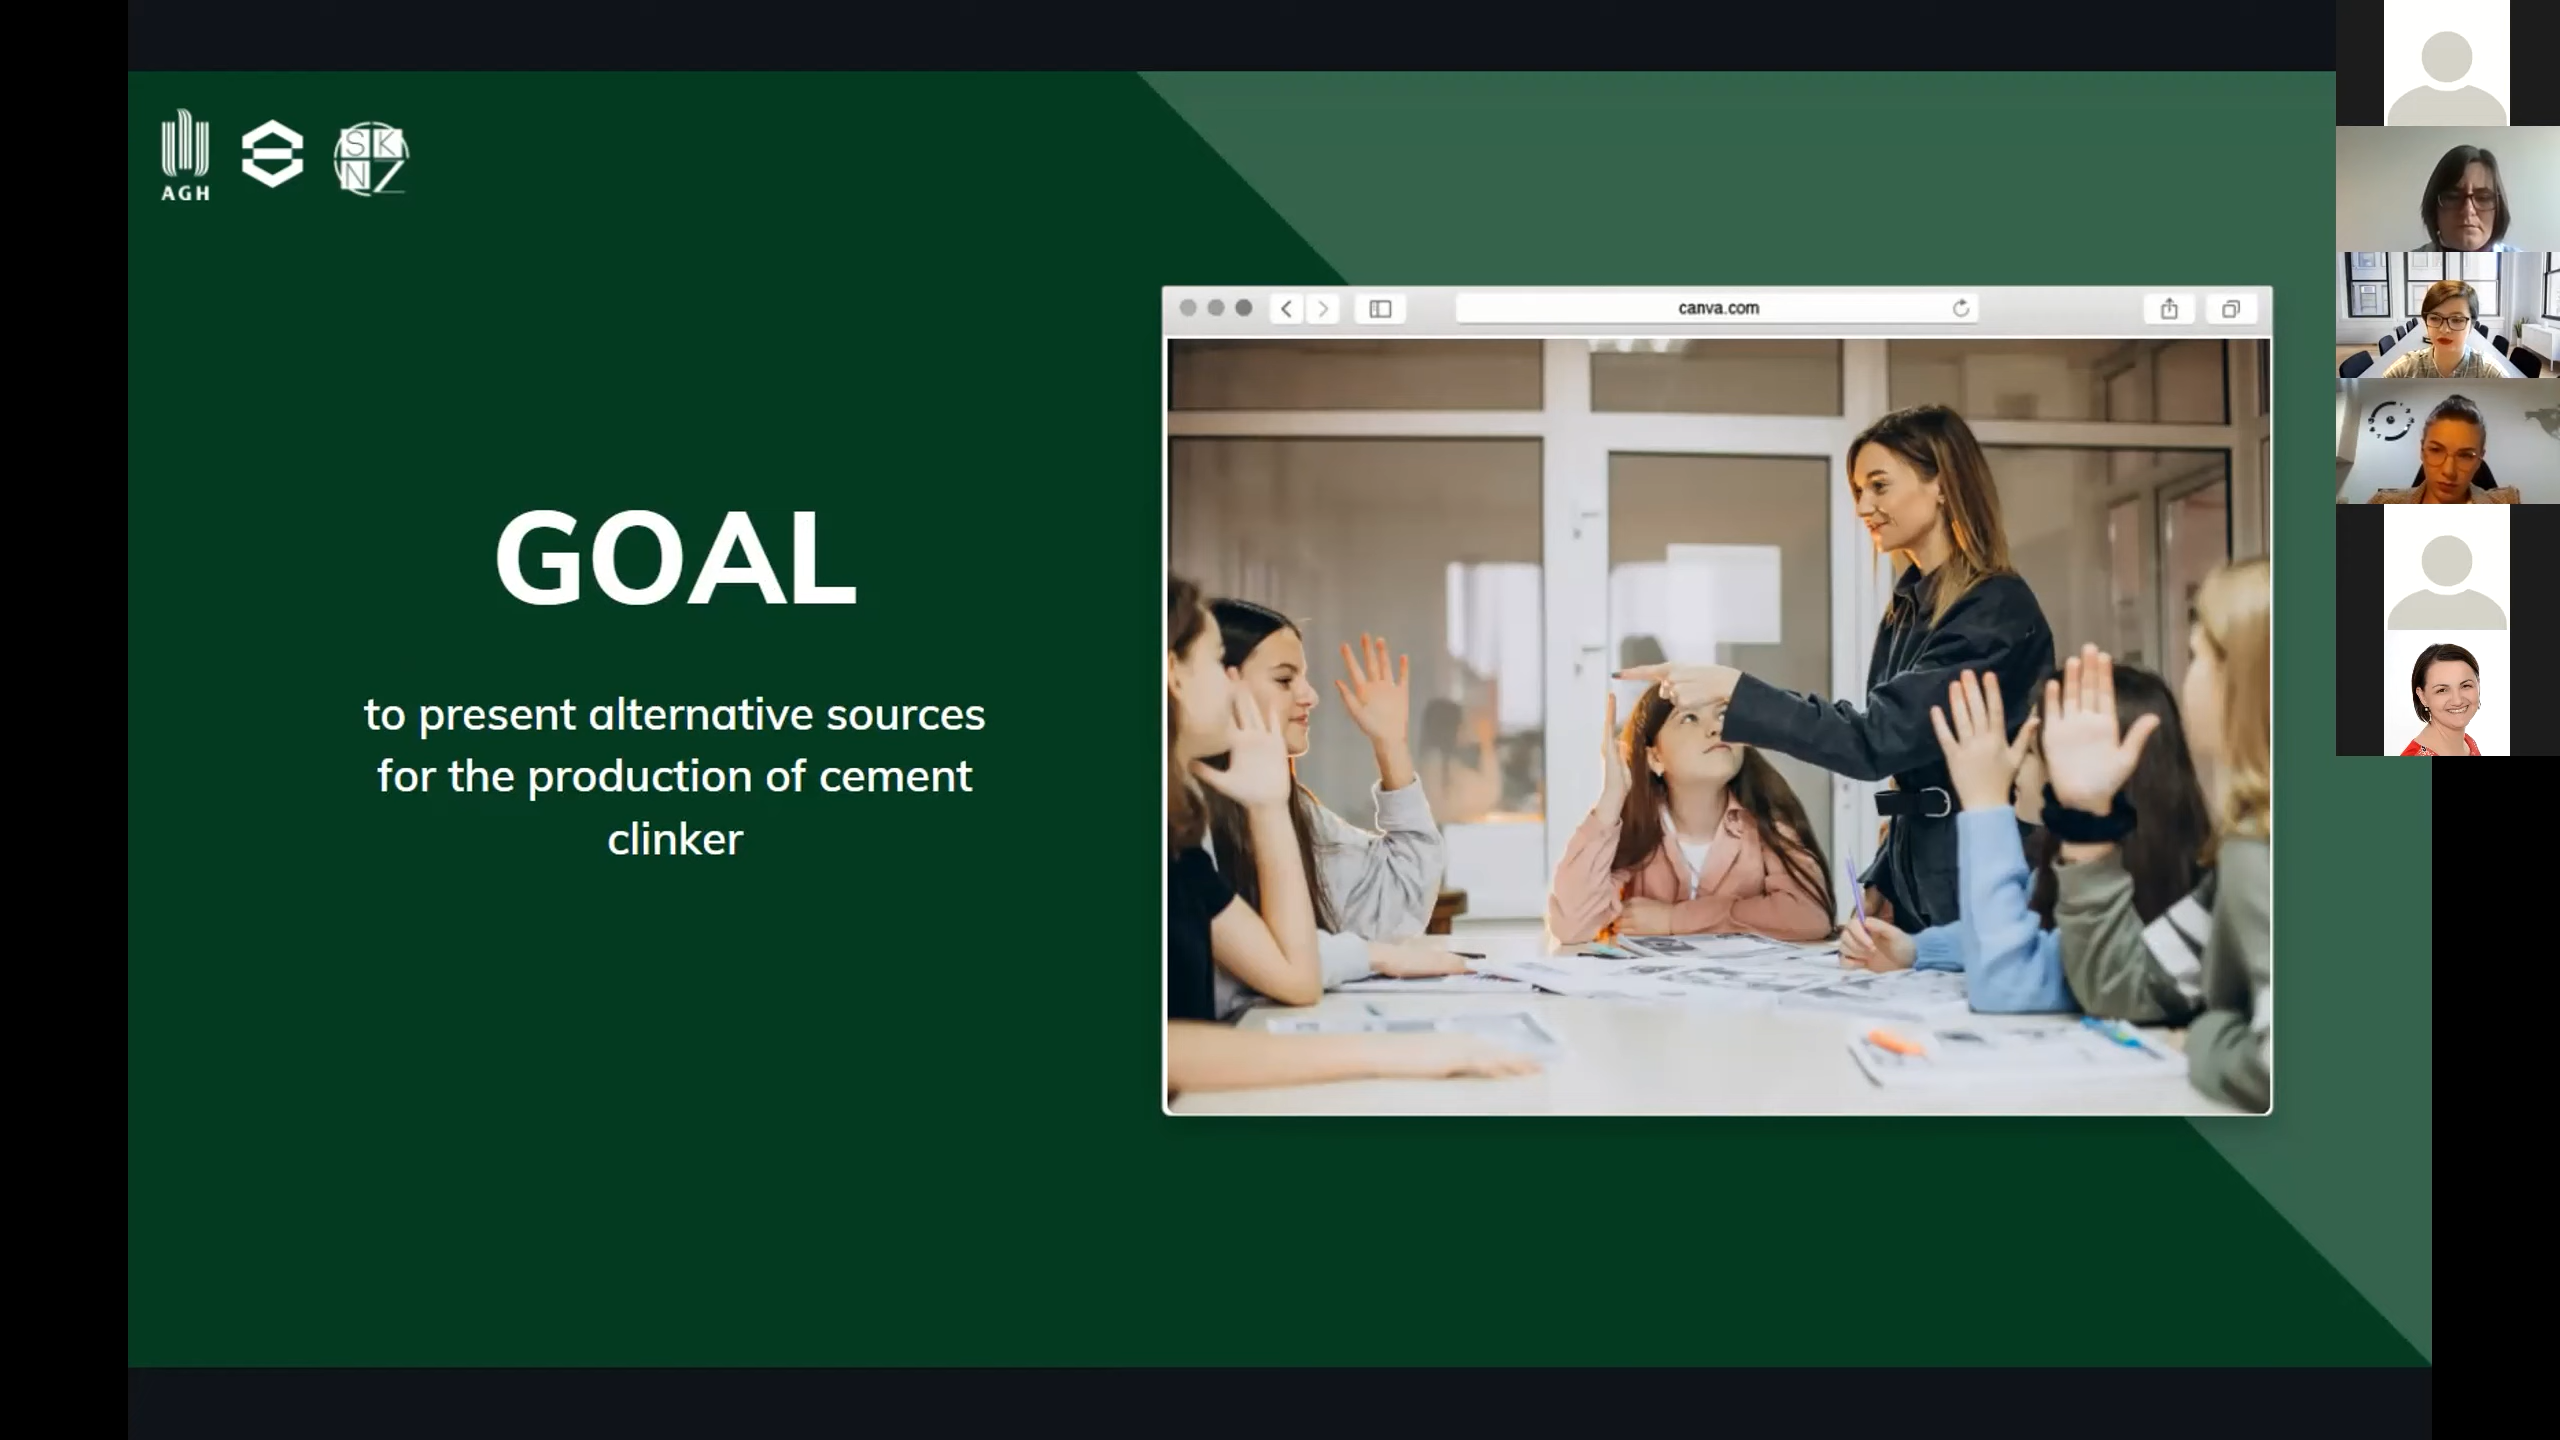 AGH
SK
NZ
GOAL
to present alternative sources
for the production of cement
clinker
canva.com